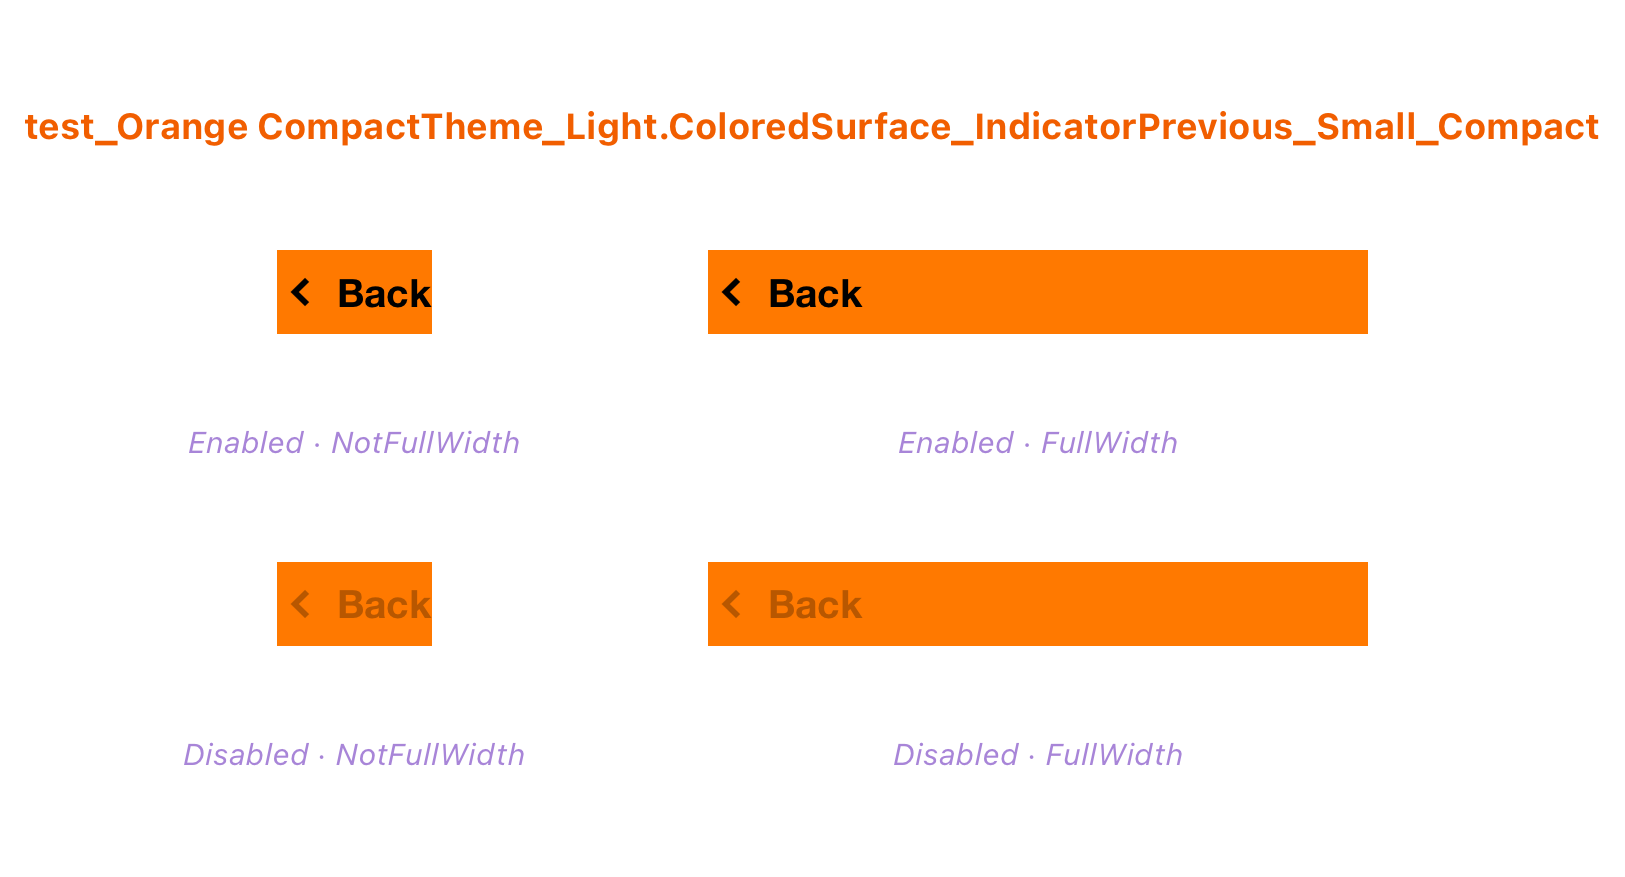 test_Orange CompactTheme_Light.ColoredSurface_IndicatorPrevious_Small_Compact
Back
Back
Enabled · NotFullWidth
Enabled · FullWidth
Back
Back
Disabled · NotFullWidth
Disabled · FullWidth